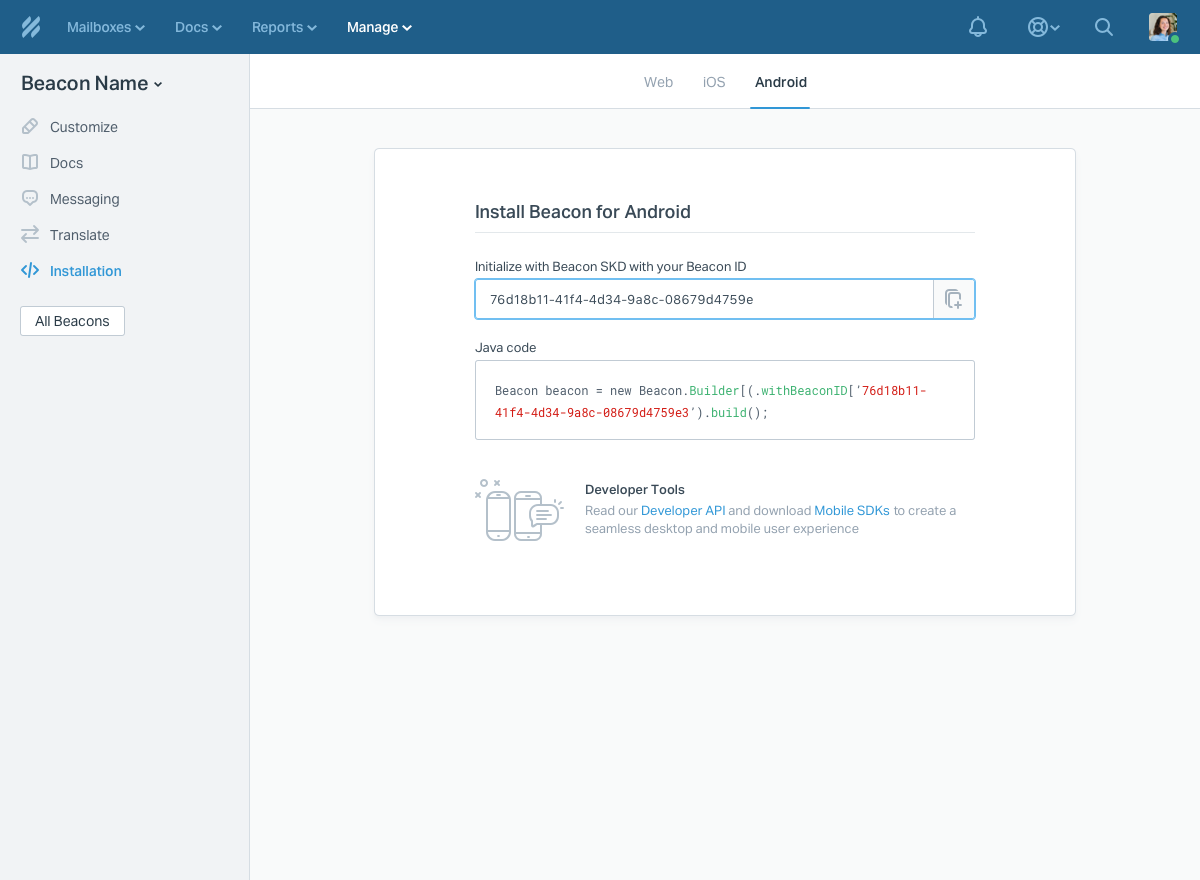 Mailboxes Docs Reports Manage
Beacon Name
Customize
Docs
Messaging
Translate
Installation
All Beacons
Web iOS Android
Install Beacon for Android
Initialize with Beacon SKD with your Beacon ID
76d18b11-41f4-4d34-9a8c-08679d4759e
Java code
Beacon beacon = new Beacon.Builder[(.withBeaconID['76d18b11-
41f4-4d34-9a8c-08679d4759e3').build();
Developer Tools
Read our Developer API and download Mobile SDKs to create a
seamless desktop and mobile user experience